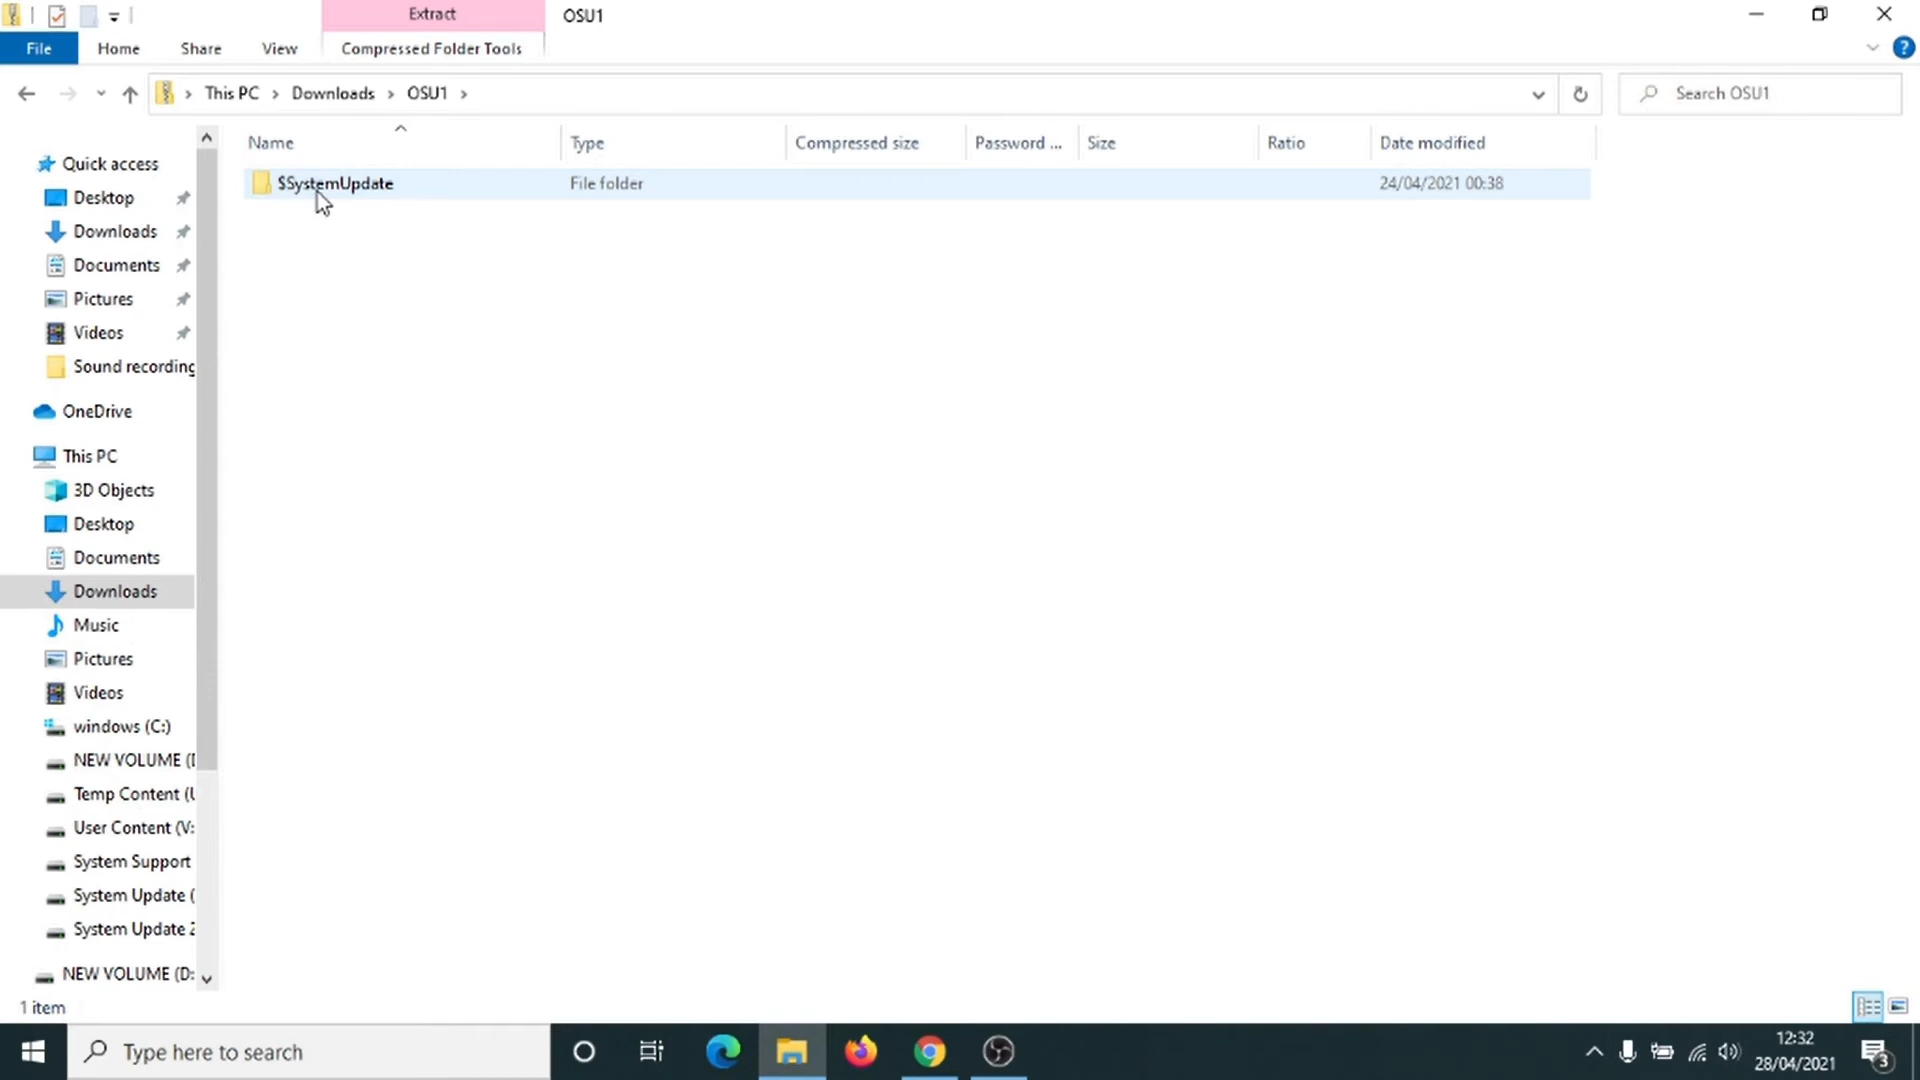 Extract
OSU1
File
Home
Share
View
Compressed Folder Tools
?
This PC
Downloads
OSU1
Search OSU1
Name
Type
Compressed size
Password ...
Size
Ratio
Date modified
$SystemUpdate
File folder
24/04/2021 00:38
Quick access
Desktop
Downloads
Documents
Pictures
Videos
Sound recording
OneDrive
This PC
3D Objects
Desktop
Documents
Downloads
Music
Pictures
Videos
windows (C:)
NEW VOLUME (D
Temp Content (U
User Content (V:
System Support
System Update (
System Update 2
NEW VOLUME (D:
1 item
Type here to search
12:32
28/04/2021
3